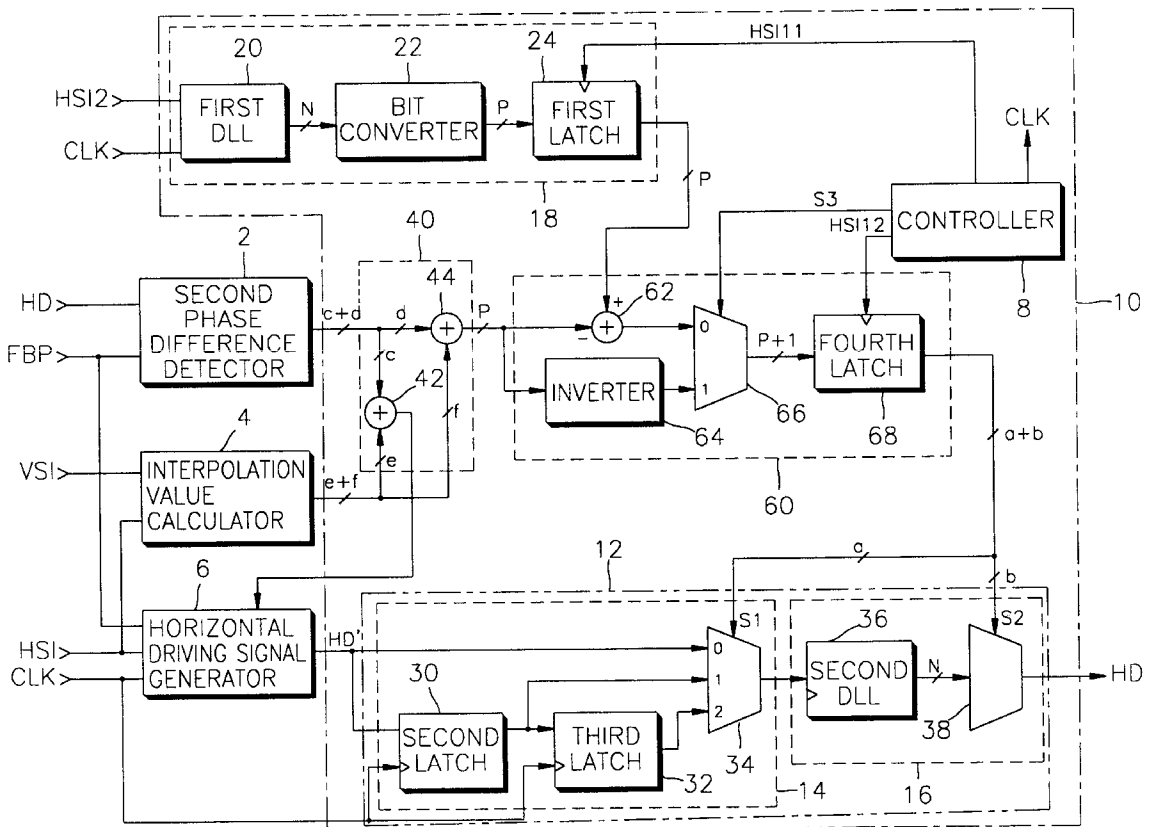 20
22
24
HSI11
HSI2
CLK
FIRST
DLL
N
BIT
CONVERTER
P
FIRST
LATCH
CLK
P
18
S3
HSI12
CONTROLLER
8
10
2
40
HD
FBP
SECOND
PHASE
DIFFERENCE
DETECTOR
c+d
d
44
P
c
42
f
e
+
62
−
0
1
INVERTER
64
66
P+1
FOURTH
LATCH
68
60
a+b
4
VSI
INTERPOLATION
VALUE
CALCULATOR
e+f
6
HSI
CLK
HORIZONTAL
DRIVING SIGNAL
GENERATOR
HD'
12
a
b
S1
0
1
2
34
30
SECOND
LATCH
THIRD
LATCH
32
14
36
SECOND
DLL
N
S2
38
16
HD